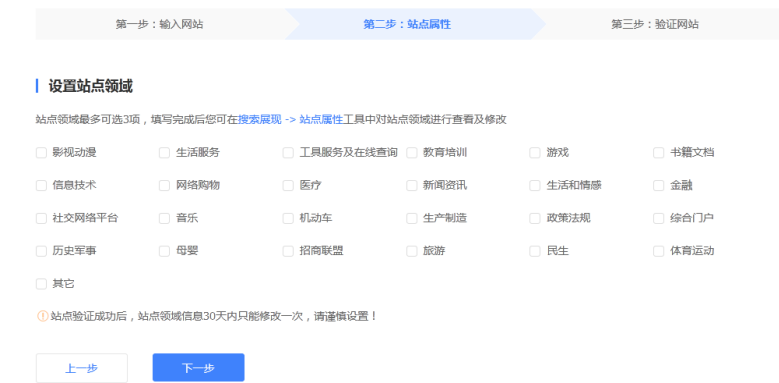 第一步：输入网站 第二步：站点属性 第三步：验证网站
设置站点领域
站点领域最多可选3项，填写完成后您可在搜索展现 -> 站点属性工具中对站点领域进行查看及修改
影视动漫 生活服务 工具服务及在线查询 教育培训 游戏 书籍文档
信息技术 网络购物 医疗 新闻资讯 生活和情感 金融
社交网络平台 音乐 机动车 生产制造 政策法规 综合门户
历史军事 母婴 招商联盟 旅游 民生 体育运动
其它
站点验证成功后，站点领域信息30天内只能修改一次，请谨慎设置！
上一步 下一步